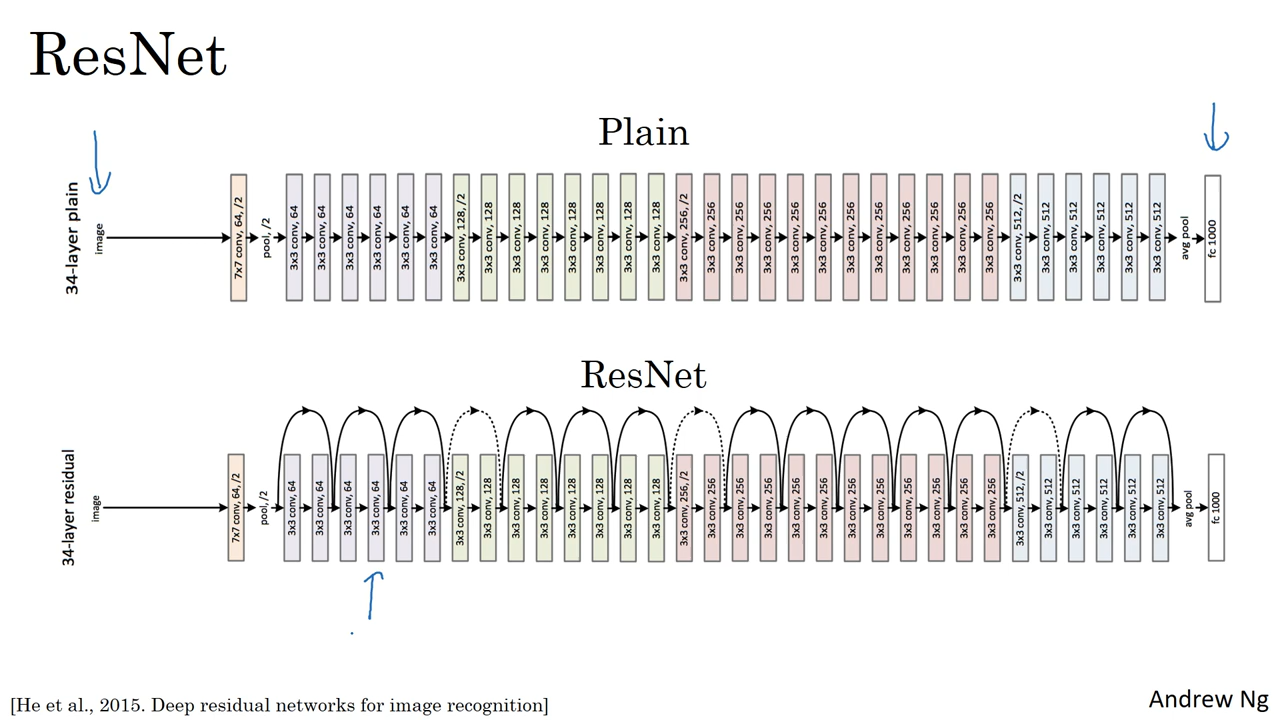 ResNet
Plain
34-layer plain
image
7x7 conv, 64, /2
pool, /2
3x3 conv, 64
3x3 conv, 64
3x3 conv, 64
3x3 conv, 64
3x3 conv, 64
3x3 conv, 64
3x3 conv, 128, /2
3x3 conv, 128
3x3 conv, 128
3x3 conv, 128
3x3 conv, 128
3x3 conv, 128
3x3 conv, 128
3x3 conv, 128
3x3 conv, 256, /2
3x3 conv, 256
3x3 conv, 256
3x3 conv, 256
3x3 conv, 256
3x3 conv, 256
3x3 conv, 256
3x3 conv, 256
3x3 conv, 256
3x3 conv, 256
3x3 conv, 256
3x3 conv, 256
3x3 conv, 512, /2
3x3 conv, 512
3x3 conv, 512
3x3 conv, 512
3x3 conv, 512
3x3 conv, 512
avg pool
fc 1000
ResNet
34-layer residual
image
7x7 conv, 64, /2
pool, /2
3x3 conv, 64
3x3 conv, 64
3x3 conv, 64
3x3 conv, 64
3x3 conv, 64
3x3 conv, 64
3x3 conv, 128, /2
3x3 conv, 128
3x3 conv, 128
3x3 conv, 128
3x3 conv, 128
3x3 conv, 128
3x3 conv, 128
3x3 conv, 128
3x3 conv, 256, /2
3x3 conv, 256
3x3 conv, 256
3x3 conv, 256
3x3 conv, 256
3x3 conv, 256
3x3 conv, 256
3x3 conv, 256
3x3 conv, 256
3x3 conv, 256
3x3 conv, 256
3x3 conv, 256
3x3 conv, 512, /2
3x3 conv, 512
3x3 conv, 512
3x3 conv, 512
3x3 conv, 512
3x3 conv, 512
avg pool
fc 1000
[He et al., 2015. Deep residual networks for image recognition]
Andrew Ng